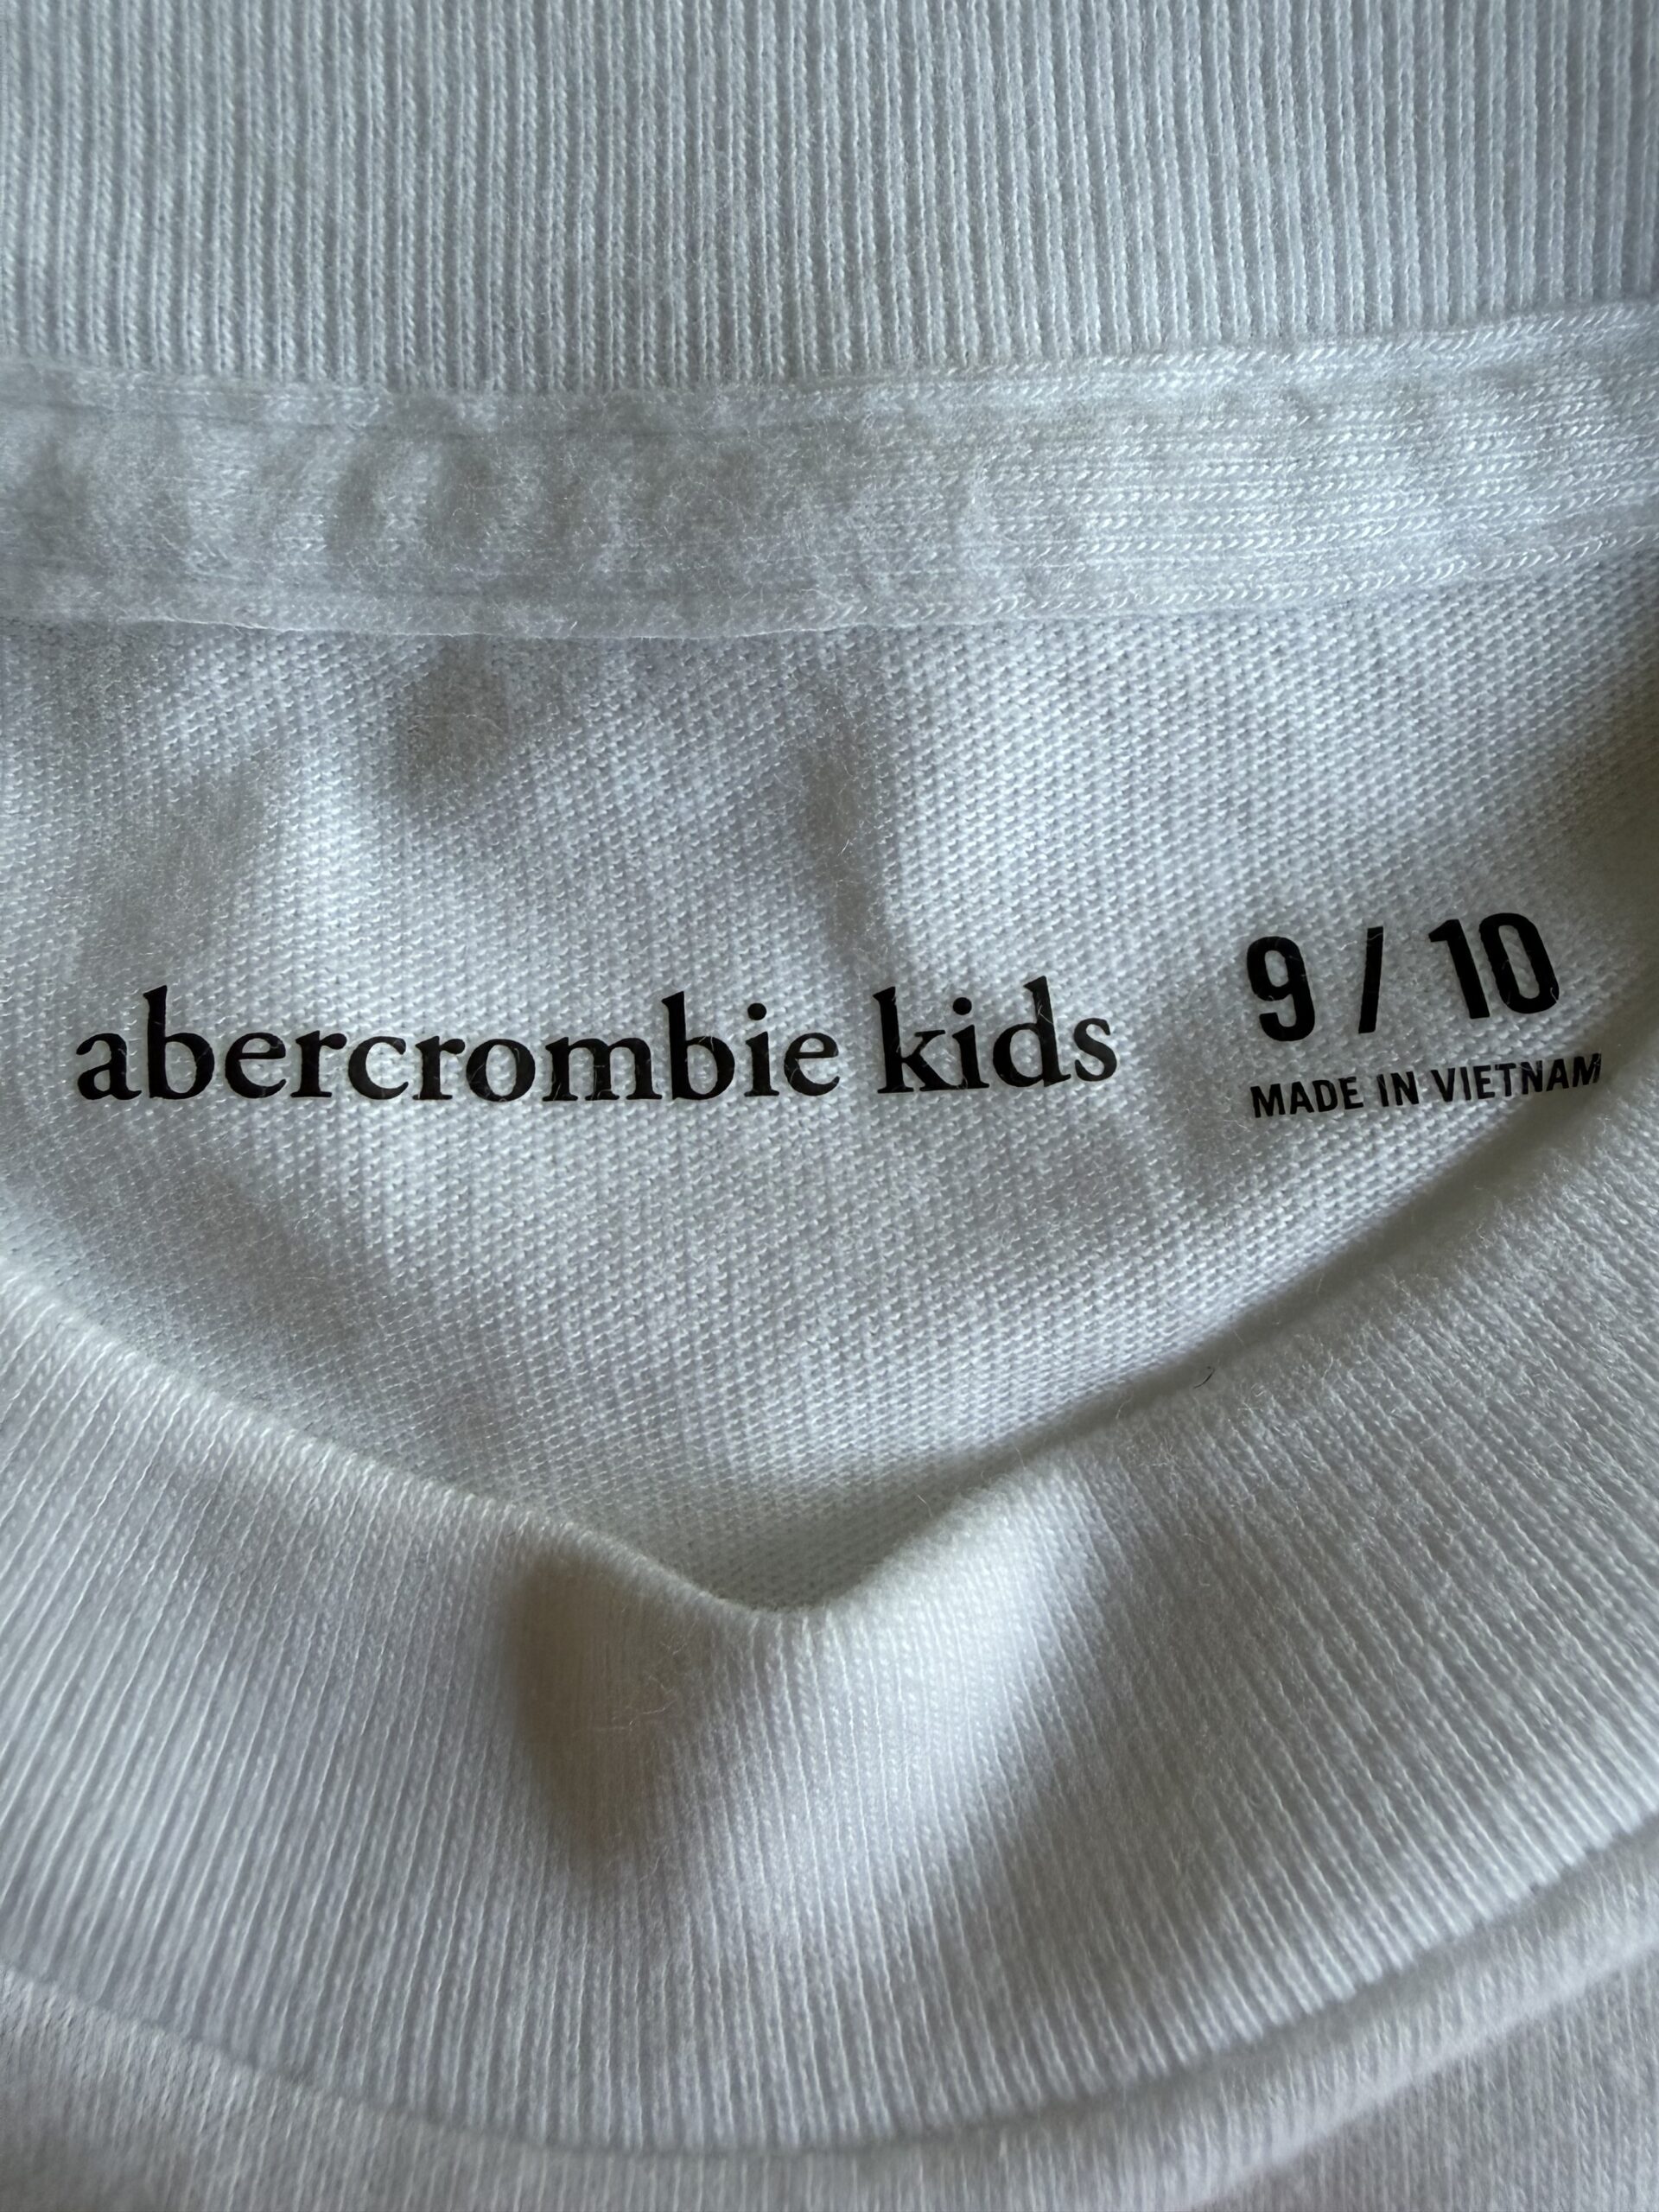 abercrombie kids
9 / 10
MADE IN VIETNAM